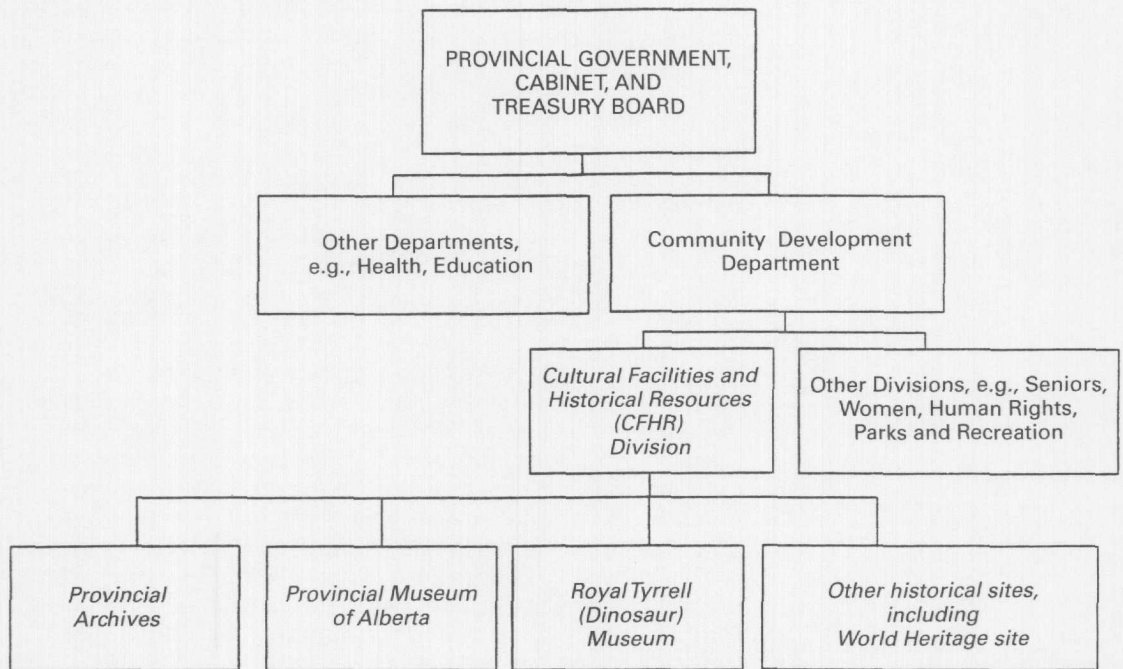 PROVINCIAL GOVERNMENT,
CABINET, AND
TREASURY BOARD
Other Departments,
e.g., Health, Education
Community Development
Department
Cultural Facilities and
Historical Resources
(CFHR)
Division
Other Divisions, e.g., Seniors,
Women, Human Rights,
Parks and Recreation
Provincial
Archives
Provincial Museum
of Alberta
Royal Tyrrell
(Dinosaur)
Museum
Other historical sites,
including
World Heritage site